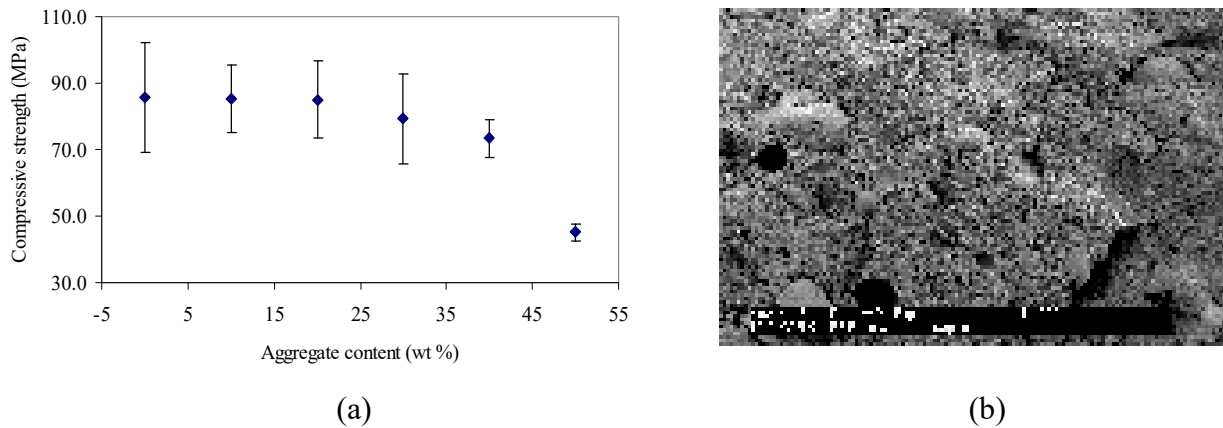 110.0
90.0
70.0
50.0
30.0
Compressive strength (MPa)
-5 5 15 25 35 45 55
Aggregate content (wt %)
(a)
(b)